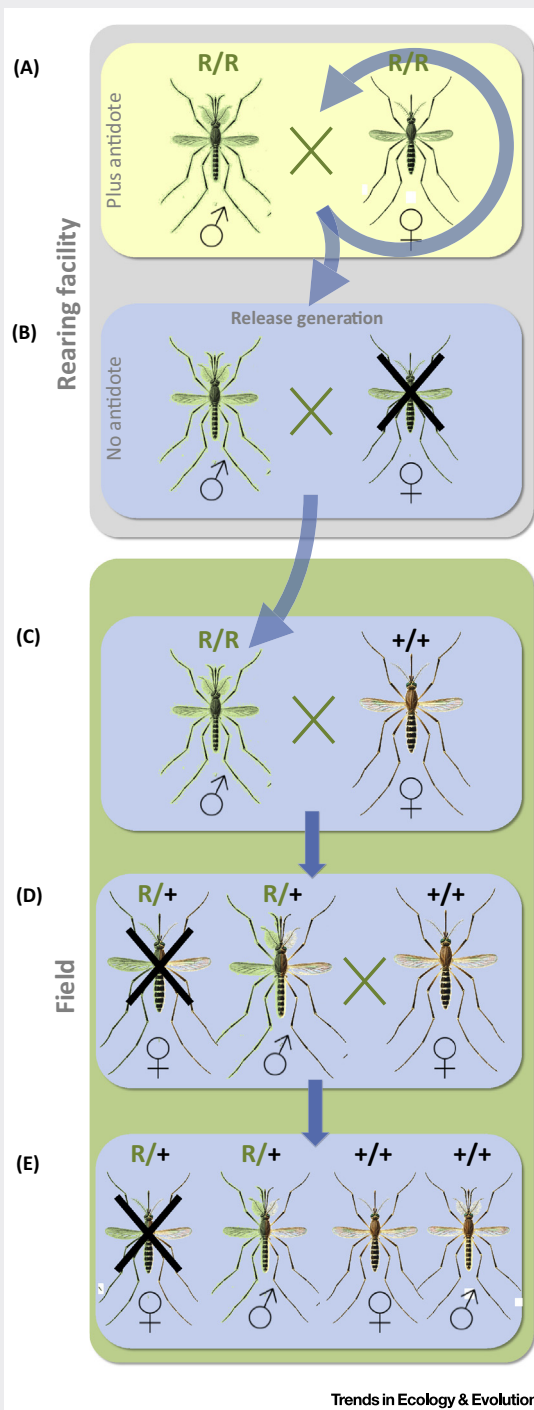 (A)
R/R R/R
Plus antidote
Rearing facility
(B)
Release generation
No antidote
♂ × ♀
(C)
R/R +/+
Field
(D)
R/+ R/+ +/+
(E)
R/+ R/+ +/+ +/+
Trends in Ecology & Evolution